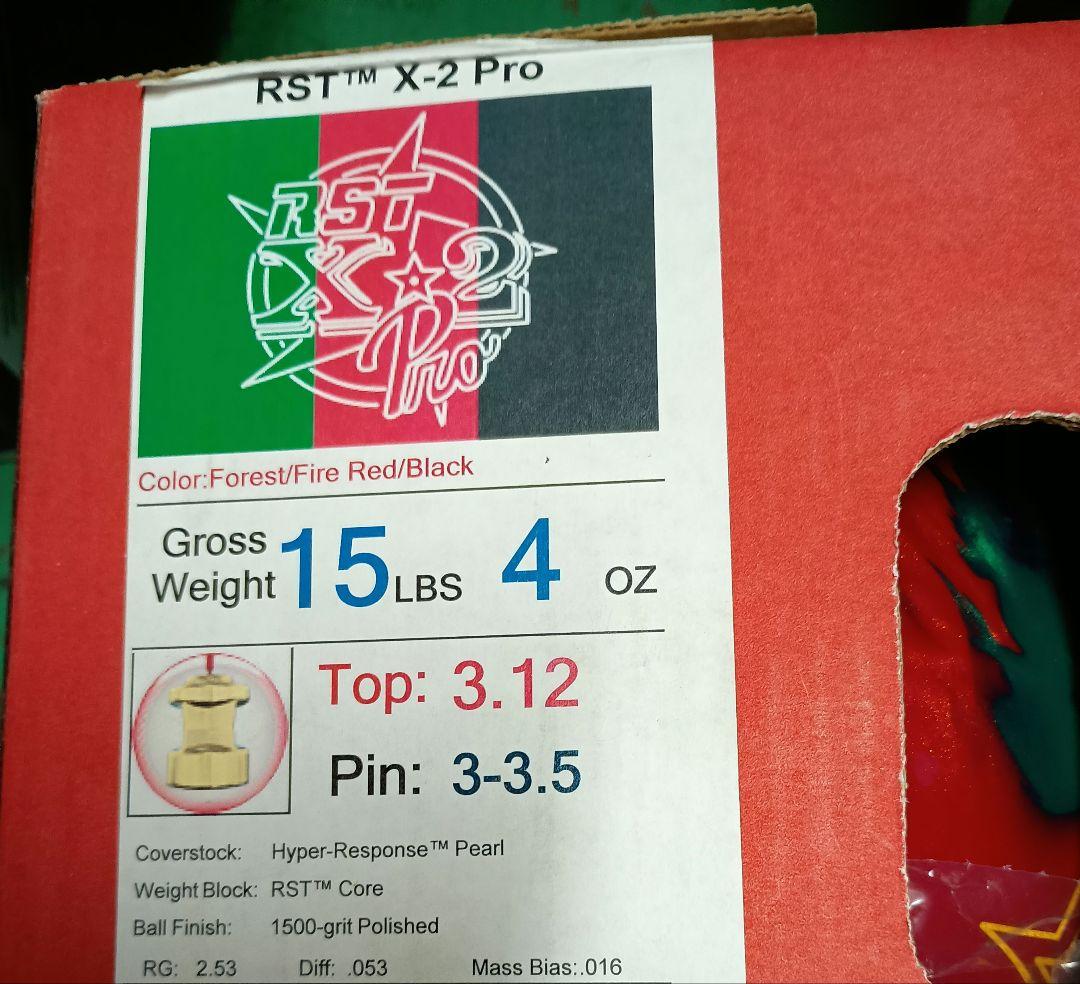 RST™ X-2 Pro
RST
X★2
Pro
Color:Forest/Fire Red/Black
Gross Weight 15 LBS 4 OZ
Top: 3.12
Pin: 3-3.5
Coverstock: Hyper-Response™ Pearl
Weight Block: RST™ Core
Ball Finish: 1500-grit Polished
RG: 2.53 Diff: .053 Mass Bias:.016